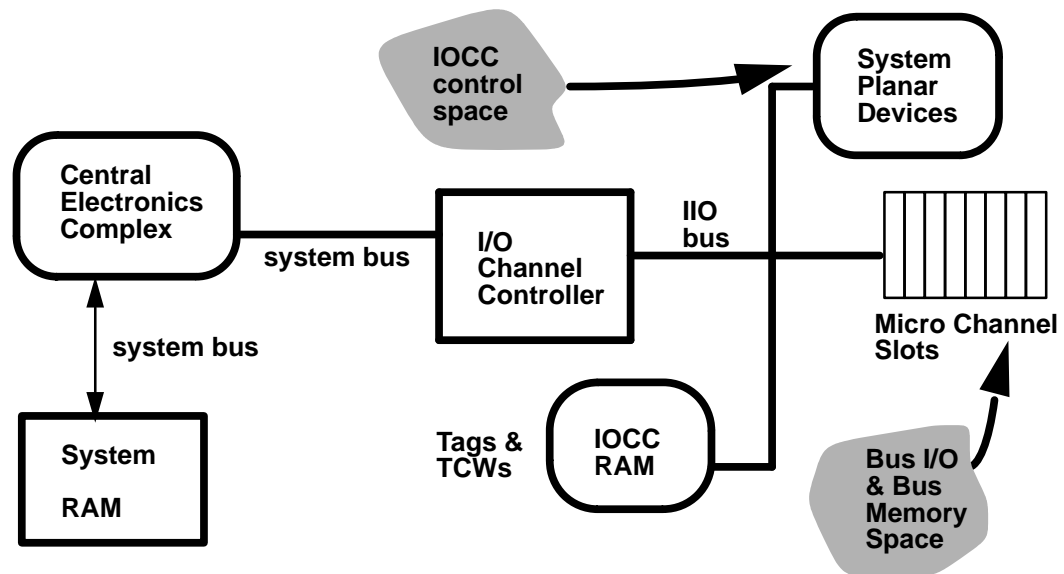 IOCC
control
space
System
Planar
Devices
Central
Electronics
Complex
system bus
I/O
Channel
Controller
IIO
bus
Micro Channel
Slots
system bus
System
RAM
Tags &
TCWs
IOCC
RAM
Bus I/O
& Bus
Memory
Space